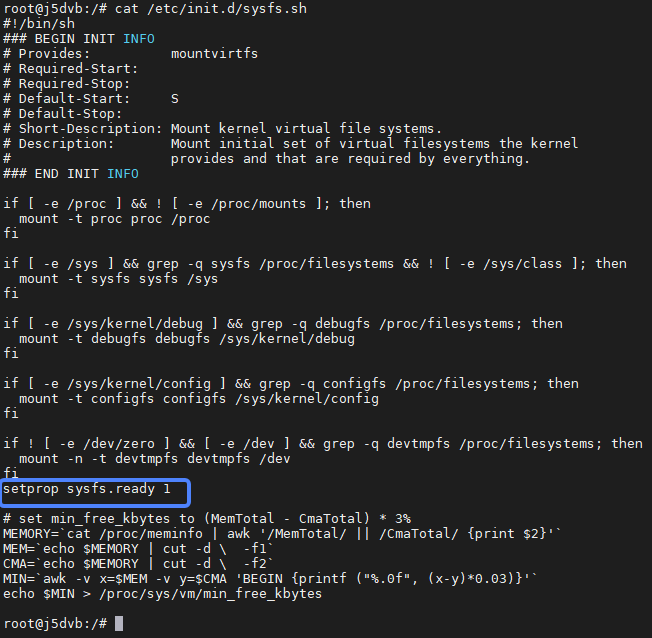 root@j5dvb:/# cat /etc/init.d/sysfs.sh
#!/bin/sh
### BEGIN INIT INFO
# Provides:          mountvirtfs
# Required-Start:
# Required-Stop:
# Default-Start:     S
# Default-Stop:
# Short-Description: Mount kernel virtual file systems.
# Description:       Mount initial set of virtual filesystems the kernel
#                    provides and that are required by everything.
### END INIT INFO

if [ -e /proc ] && ! [ -e /proc/mounts ]; then
  mount -t proc proc /proc
fi

if [ -e /sys ] && grep -q sysfs /proc/filesystems && ! [ -e /sys/class ]; then
  mount -t sysfs sysfs /sys
fi

if [ -e /sys/kernel/debug ] && grep -q debugfs /proc/filesystems; then
  mount -t debugfs debugfs /sys/kernel/debug
fi

if [ -e /sys/kernel/config ] && grep -q configfs /proc/filesystems; then
  mount -t configfs configfs /sys/kernel/config
fi

if ! [ -e /dev/zero ] && [ -e /dev ] && grep -q devtmpfs /proc/filesystems; then
  mount -n -t devtmpfs devtmpfs /dev
fi
setprop sysfs.ready 1

# set min_free_kbytes to (MemTotal - CmaTotal) * 3%
MEMORY=`cat /proc/meminfo | awk '/MemTotal/ || /CmaTotal/ {print $2}'`
MEM=`echo $MEMORY | cut -d \  -f1`
CMA=`echo $MEMORY | cut -d \  -f2`
MIN=`awk -v x=$MEM -v y=$CMA 'BEGIN {printf ("%.0f", (x-y)*0.03)}'`
echo $MIN > /proc/sys/vm/min_free_kbytes

root@j5dvb:/#